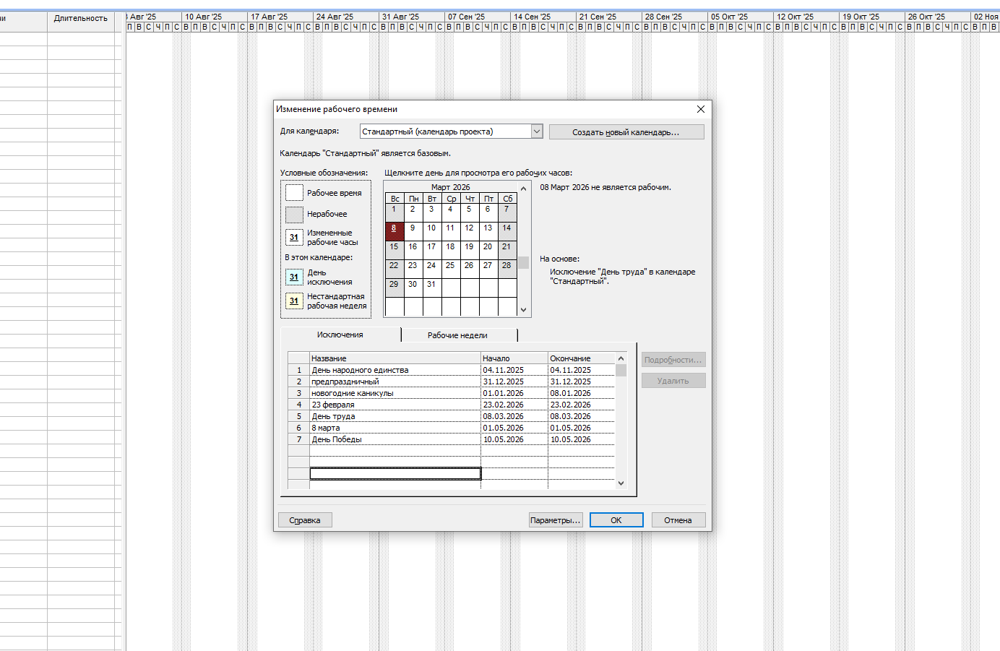 ни
Длительность
3 Авг '25 10 Авг '25 17 Авг '25 24 Авг '25 31 Авг '25 07 Сен '25 14 Сен '25 21 Сен '25 28 Сен '25 05 Окт '25 12 Окт '25 19 Окт '25 26 Окт '25 02 Ноя
П В С Ч П С В П В С Ч П С В П В С Ч П С В П В С Ч П С В П В С Ч П С В П В С Ч П С В П В С Ч П С В П В С Ч П С В П В С Ч П С В П В С Ч П С В П В С Ч П С В П В С Ч П С В П В С Ч П С В П В
Изменение рабочего времени
Для календаря:
Стандартный (календарь проекта)
Создать новый календарь...
Календарь "Стандартный" является базовым.
Условные обозначения:
Рабочее время
Нерабочее
31 Измененные
рабочие часы
В этом календаре:
31 День
исключения
31 Нестандартная
рабочая неделя
Щелкните день для просмотра его рабочих часов:
Март 2026
Вс Пн Вт Ср Чт Пт Сб
1 2 3 4 5 6 7
8 9 10 11 12 13 14
15 16 17 18 19 20 21
22 23 24 25 26 27 28
29 30 31
08 Март 2026 не является рабочим.
На основе:
Исключение "День труда" в календаре
"Стандартный".
Исключения
Рабочие недели
Название Начало Окончание
1 День народного единства 04.11.2025 04.11.2025
2 предпраздничный 31.12.2025 31.12.2025
3 новогодние каникулы 01.01.2026 08.01.2026
4 23 февраля 23.02.2026 23.02.2026
5 День труда 08.03.2026 08.03.2026
6 8 марта 01.05.2026 01.05.2026
7 День Победы 10.05.2026 10.05.2026
Подробности...
Удалить
Справка
Параметры...
ОК
Отмена